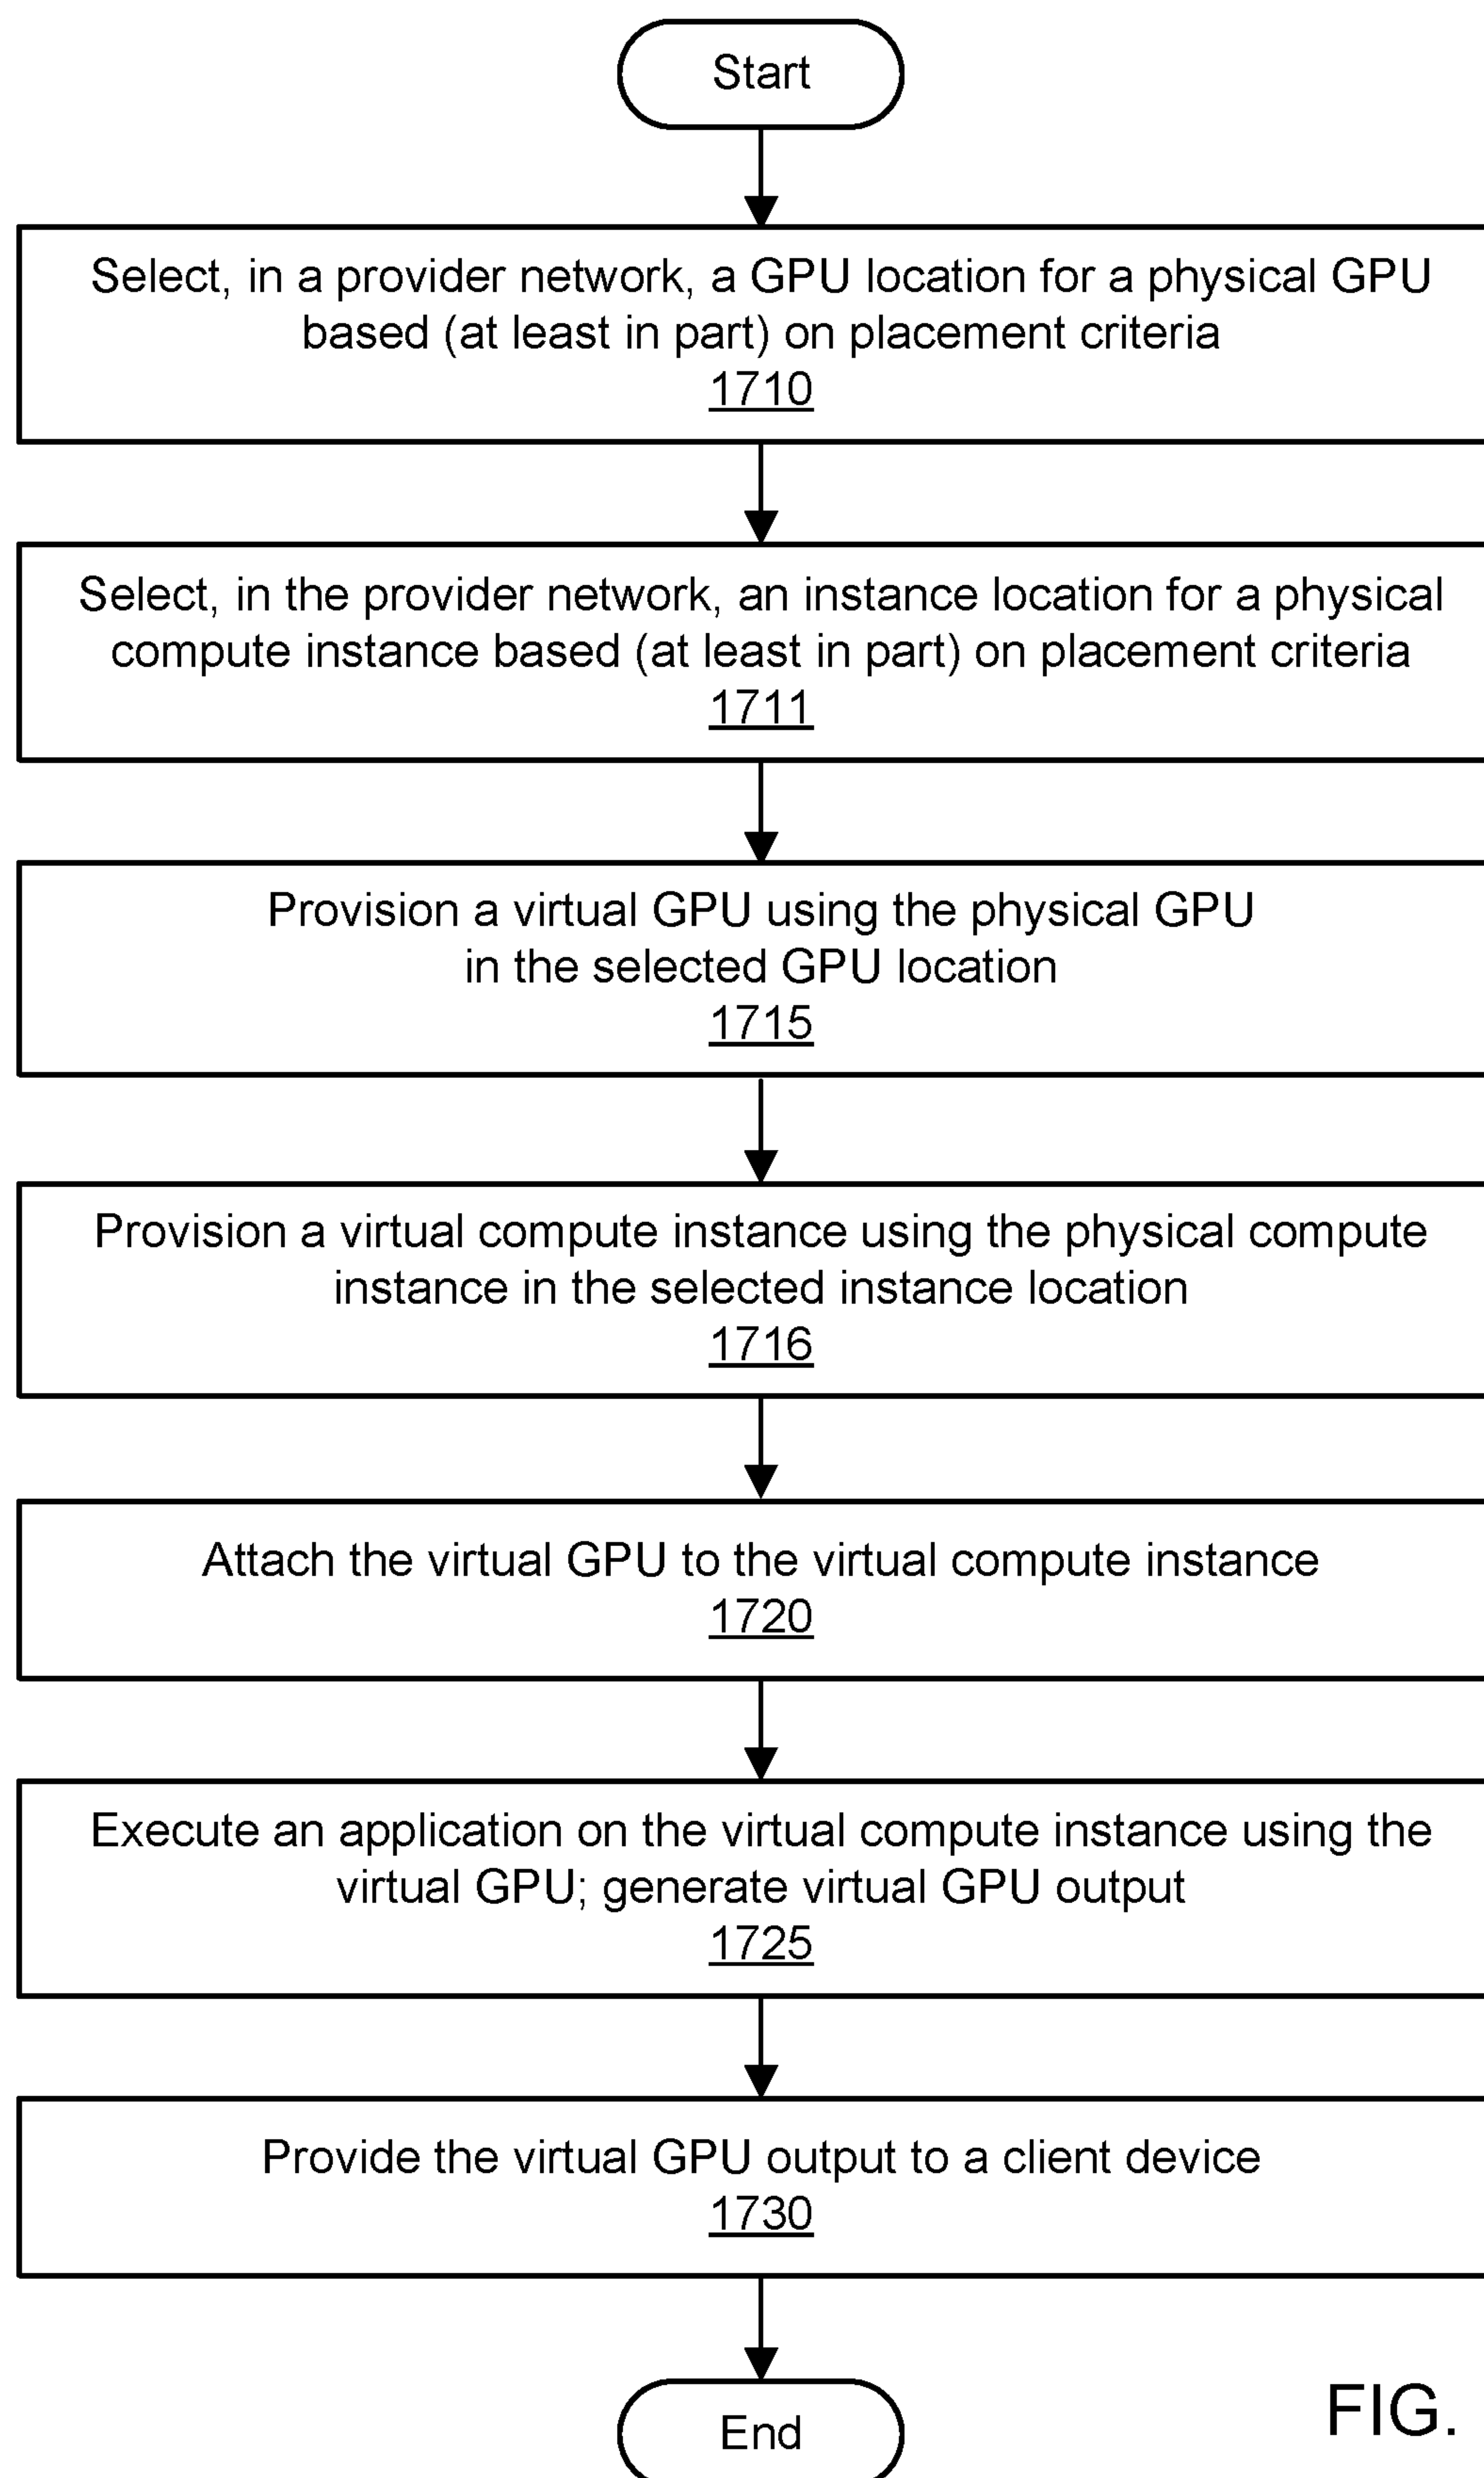 Start
Select, in a provider network, a GPU location for a physical GPU
based (at least in part) on placement criteria
1710
Select, in the provider network, an instance location for a physical
compute instance based (at least in part) on placement criteria
1711
Provision a virtual GPU using the physical GPU
in the selected GPU location
1715
Provision a virtual compute instance using the physical compute
instance in the selected instance location
1716
Attach the virtual GPU to the virtual compute instance
1720
Execute an application on the virtual compute instance using the
virtual GPU; generate virtual GPU output
1725
Provide the virtual GPU output to a client device
1730
End
FIG.